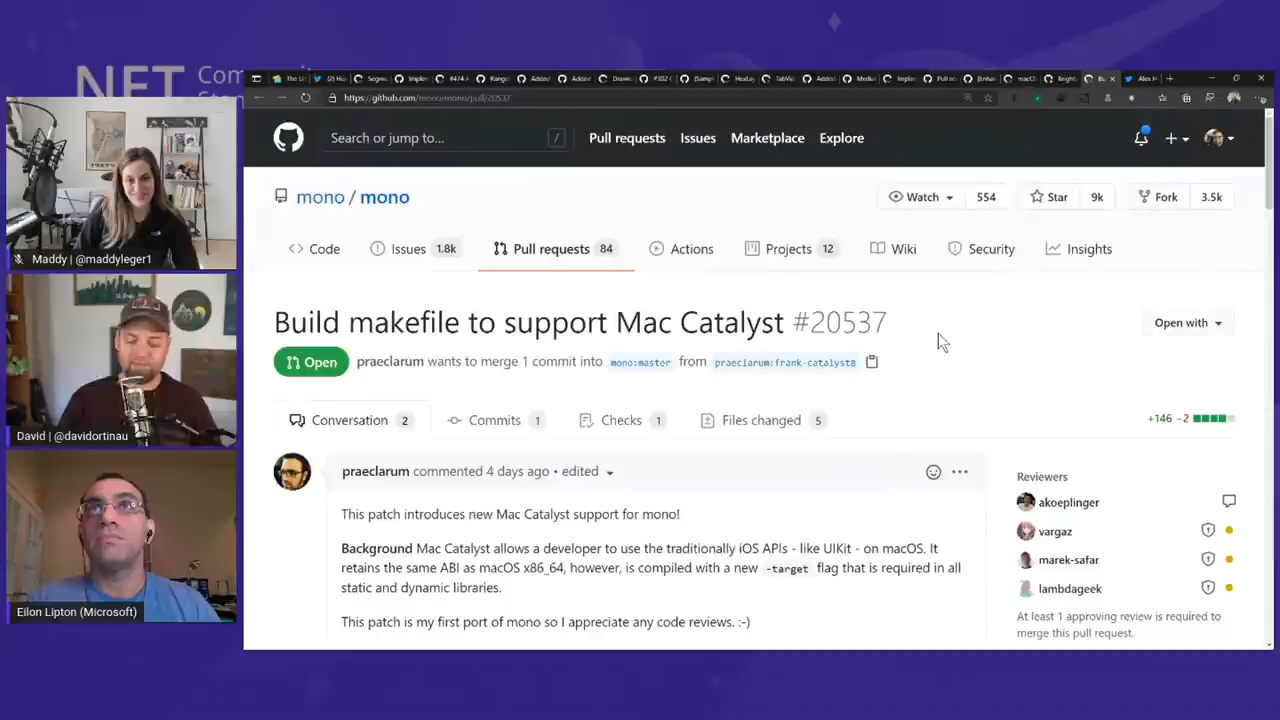 NET
Com
Maddy | @maddyleger1
David | @davidortinau
Eilon Lipton (Microsoft)
https://github.com/mono/mono/pull/20537
Search or jump to...
/
Pull requests
Issues
Marketplace
Explore
mono / mono
Watch
554
Star
9k
Fork
3.5k
Code
Issues 1.8k
Pull requests 84
Actions
Projects 12
Wiki
Security
Insights
Build makefile to support Mac Catalyst #20537
Open with
Open
praeclarum wants to merge 1 commit into mono:master from praeclarum:frank-catalyst8
Conversation 2
Commits 1
Checks 1
Files changed 5
+146 −2
praeclarum commented 4 days ago • edited
This patch introduces new Mac Catalyst support for mono!
Background Mac Catalyst allows a developer to use the traditionally iOS APIs - like UIKit - on macOS. It
retains the same ABI as macOS x86_64, however, is compiled with a new -target flag that is required in all
static and dynamic libraries.
This patch is my first port of mono so I appreciate any code reviews. :-)
Reviewers
akoeplinger
vargaz
marek-safar
lambdageek
At least 1 approving review is required to
merge this pull request.